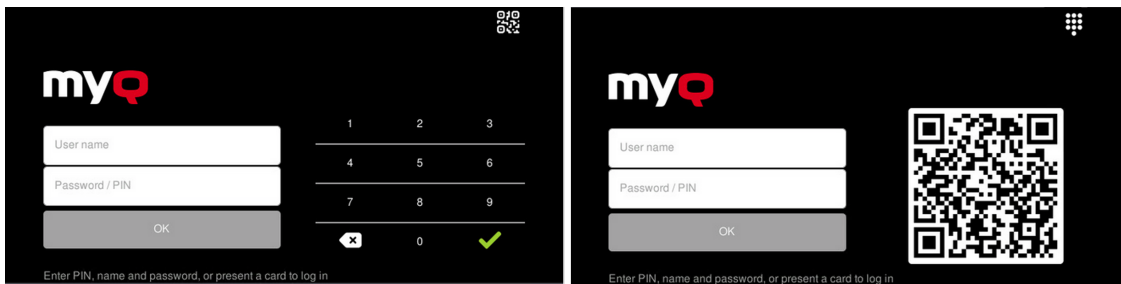 myQ
User name
Password / PIN
OK
1 2 3
4 5 6
7 8 9
0
Enter PIN, name and password, or present a card to log in
myQ
User name
Password / PIN
OK
Enter PIN, name and password, or present a card to log in